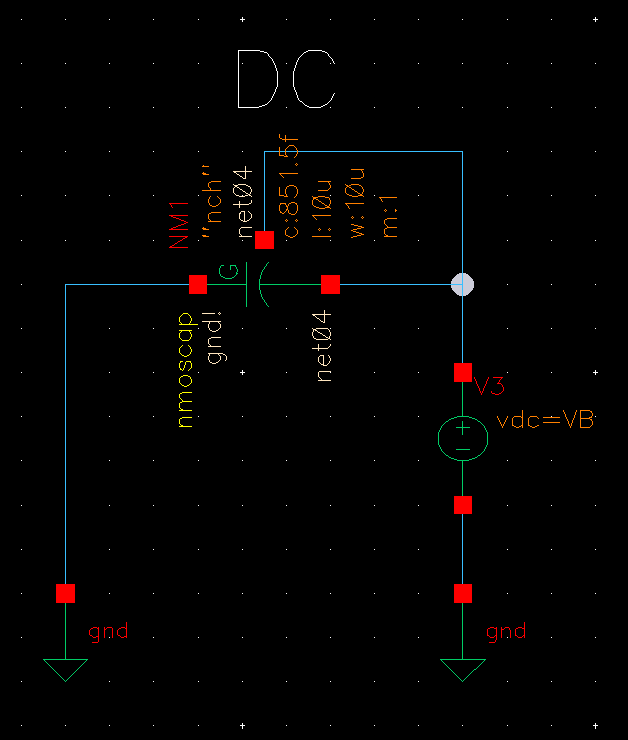 DC
NM1
"nch"
net04
c:851.5f
l:10u
w:10u
m:1
G
nmoscap
gnd!
net04
V3
+
vdc=VB
−
gnd
gnd